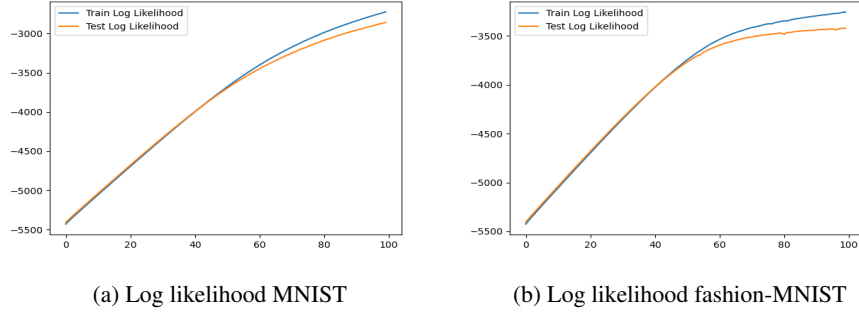 Train Log Likelihood
Test Log Likelihood
-3000
-3500
-4000
-4500
-5000
-5500
0 20 40 60 80 100
(a) Log likelihood MNIST
Train Log Likelihood
Test Log Likelihood
-3500
-4000
-4500
-5000
-5500
0 20 40 60 80 100
(b) Log likelihood fashion-MNIST